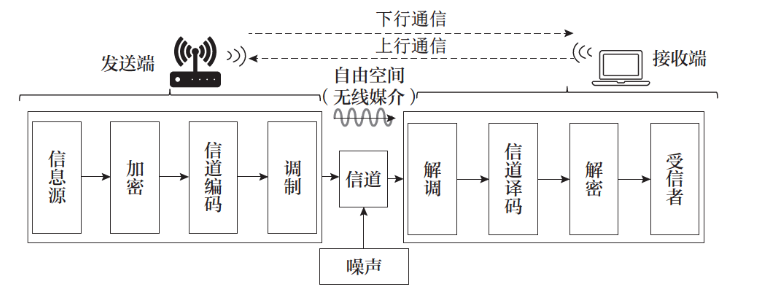 下行通信
上行通信
发送端
接收端
自由空间
（无线媒介）
信息源
加密
信道编码
调制
信道
解调
信道译码
解密
受信者
噪声